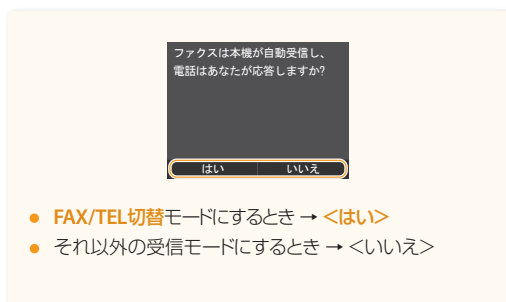 ファクスは本機が自動受信し、
電話はあなたが応答しますか?
はい いいえ
● FAX/TEL切替モードにするとき → <はい>
● それ以外の受信モードにするとき → <いいえ>